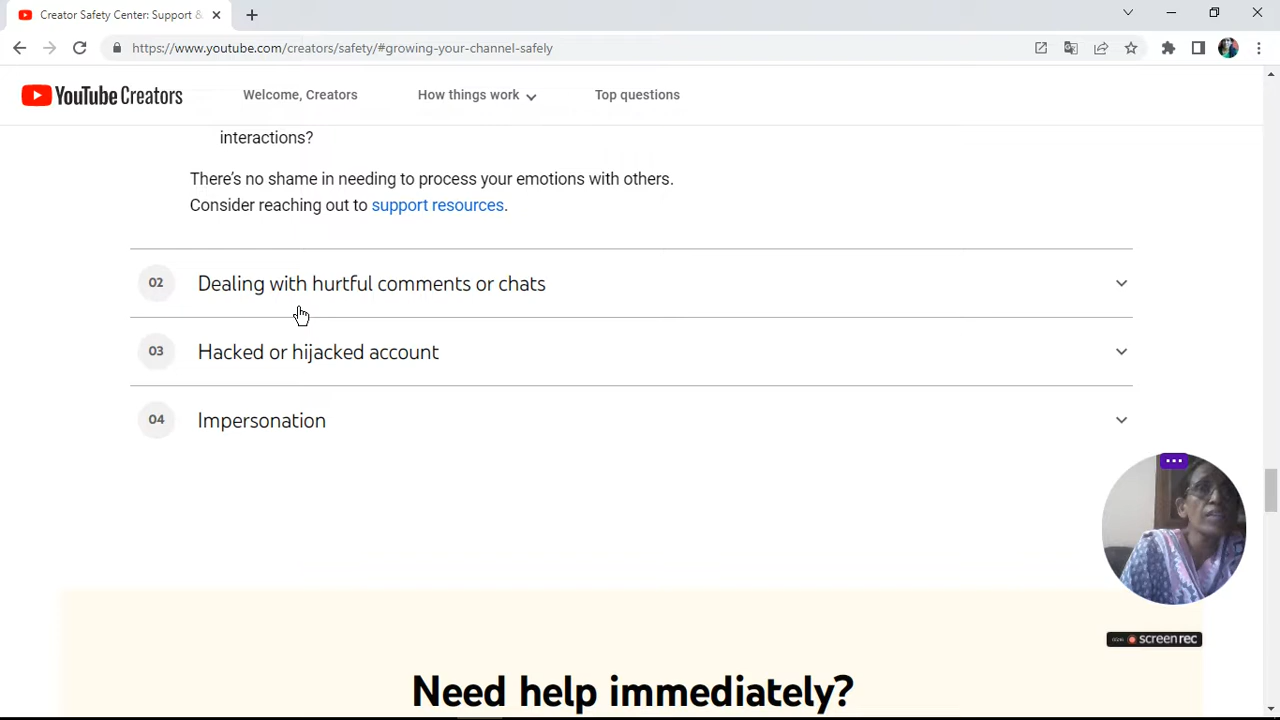 Creator Safety Center: Support &
https://www.youtube.com/creators/safety/#growing-your-channel-safely
YouTube Creators
Welcome, Creators
How things work
Top questions
interactions?
There's no shame in needing to process your emotions with others.
Consider reaching out to support resources.
02
Dealing with hurtful comments or chats
03
Hacked or hijacked account
04
Impersonation
screenrec
Need help immediately?